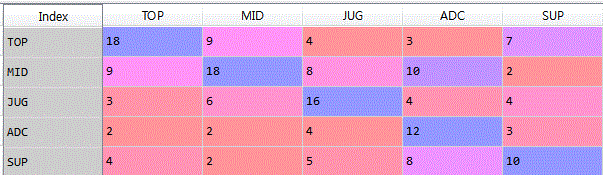 Index TOP MID JUG ADC SUP
TOP 18 9 4 3 7
MID 9 18 8 10 2
JUG 3 6 16 4 4
ADC 2 2 4 12 3
SUP 4 2 5 8 10